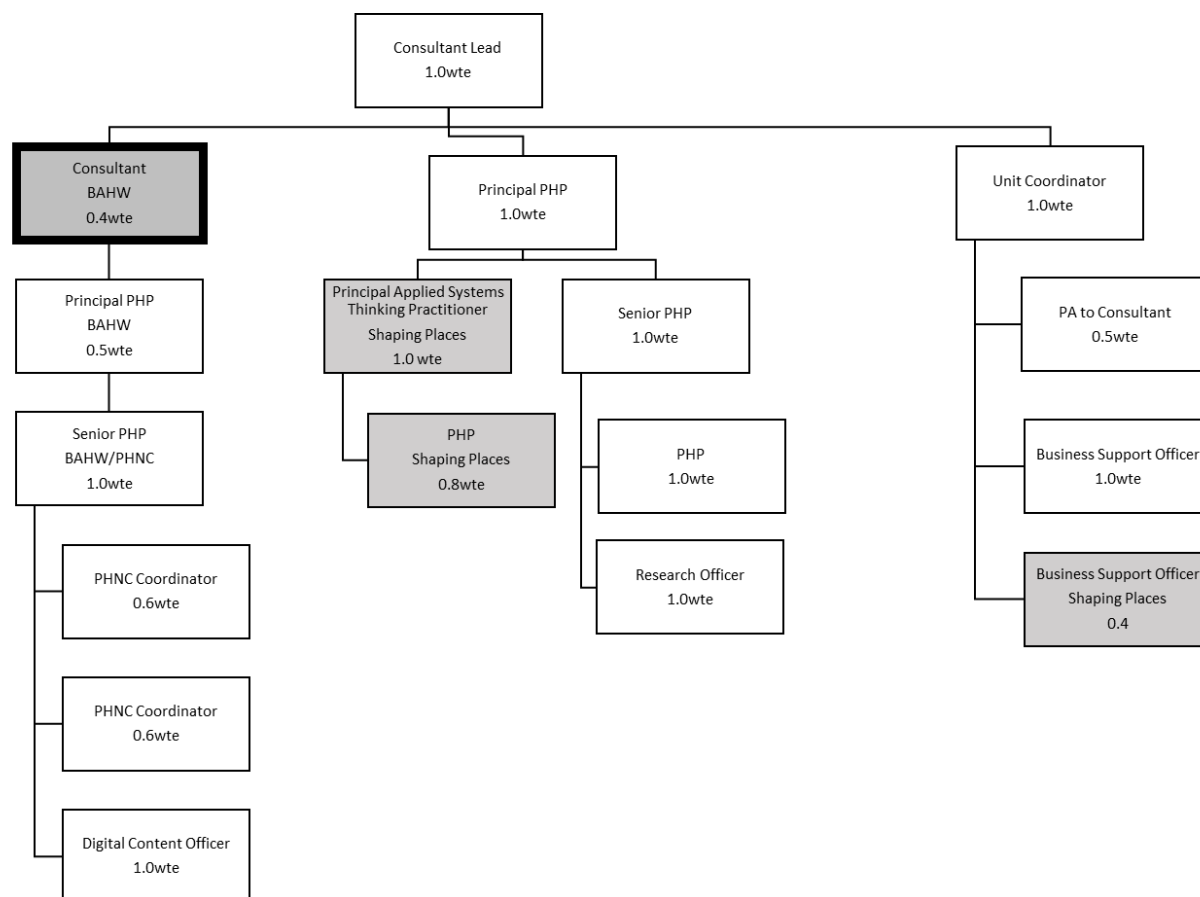 Consultant Lead
1.0wte
Consultant
BAHW
0.4wte
Principal PHP
1.0wte
Unit Coordinator
1.0wte
Principal PHP
BAHW
0.5wte
Principal Applied Systems
Thinking Practitioner
Shaping Places
1.0 wte
Senior PHP
1.0wte
PA to Consultant
0.5wte
Senior PHP
BAHW/PHNC
1.0wte
PHP
Shaping Places
0.8wte
PHP
1.0wte
Business Support Officer
1.0wte
PHNC Coordinator
0.6wte
Research Officer
1.0wte
Business Support Officer
Shaping Places
0.4
PHNC Coordinator
0.6wte
Digital Content Officer
1.0wte